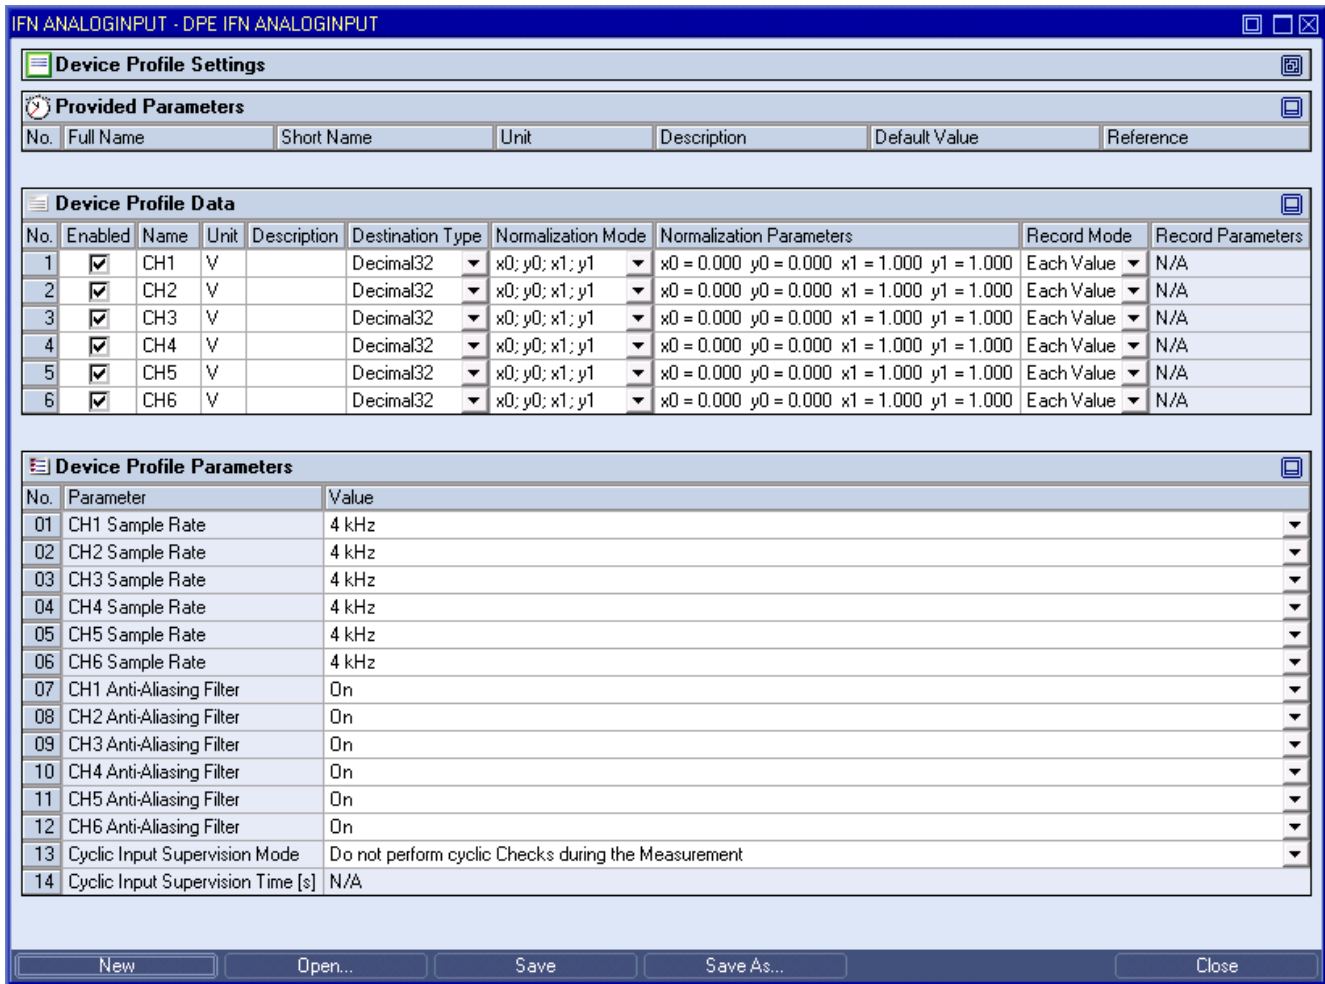 IFN ANALOGINPUT - DPE IFN ANALOGINPUT
Device Profile Settings
Provided Parameters
No. Full Name Short Name Unit Description Default Value Reference
Device Profile Data
No. Enabled Name Unit Description Destination Type Normalization Mode Normalization Parameters Record Mode Record Parameters
1 CH1 V Decimal32 x0; y0; x1; y1 x0 = 0.000 y0 = 0.000 x1 = 1.000 y1 = 1.000 Each Value N/A
2 CH2 V Decimal32 x0; y0; x1; y1 x0 = 0.000 y0 = 0.000 x1 = 1.000 y1 = 1.000 Each Value N/A
3 CH3 V Decimal32 x0; y0; x1; y1 x0 = 0.000 y0 = 0.000 x1 = 1.000 y1 = 1.000 Each Value N/A
4 CH4 V Decimal32 x0; y0; x1; y1 x0 = 0.000 y0 = 0.000 x1 = 1.000 y1 = 1.000 Each Value N/A
5 CH5 V Decimal32 x0; y0; x1; y1 x0 = 0.000 y0 = 0.000 x1 = 1.000 y1 = 1.000 Each Value N/A
6 CH6 V Decimal32 x0; y0; x1; y1 x0 = 0.000 y0 = 0.000 x1 = 1.000 y1 = 1.000 Each Value N/A
Device Profile Parameters
No. Parameter Value
01 CH1 Sample Rate 4 kHz
02 CH2 Sample Rate 4 kHz
03 CH3 Sample Rate 4 kHz
04 CH4 Sample Rate 4 kHz
05 CH5 Sample Rate 4 kHz
06 CH6 Sample Rate 4 kHz
07 CH1 Anti-Aliasing Filter On
08 CH2 Anti-Aliasing Filter On
09 CH3 Anti-Aliasing Filter On
10 CH4 Anti-Aliasing Filter On
11 CH5 Anti-Aliasing Filter On
12 CH6 Anti-Aliasing Filter On
13 Cyclic Input Supervision Mode Do not perform cyclic Checks during the Measurement
14 Cyclic Input Supervision Time [s] N/A
New Open... Save Save As... Close